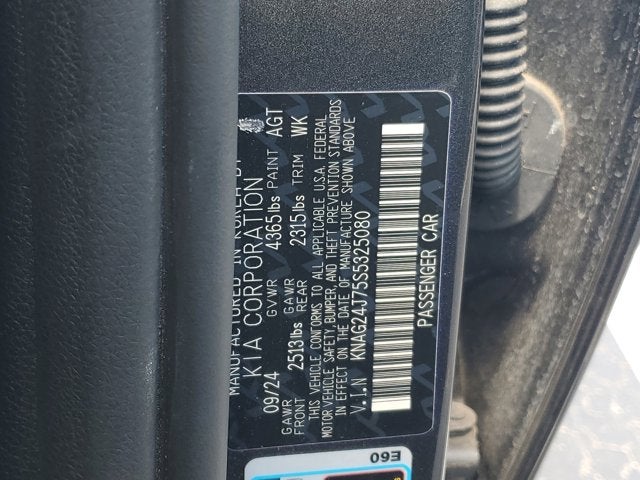 MANUFACTURED IN KOREA BY
KIA CORPORATION
09/24 GVWR 4365lbs PAINT AGT
GAWR FRONT 2513lbs GAWR REAR 2315lbs TRIM WK
THIS VEHICLE CONFORMS TO ALL APPLICABLE U.S.A. FEDERAL
MOTOR VEHICLE SAFETY, BUMPER, AND THEFT PREVENTION STANDARDS
IN EFFECT ON THE DATE OF MANUFACTURE SHOWN ABOVE
V.I.N KNAG24J75S5325080
PASSENGER CAR
E60